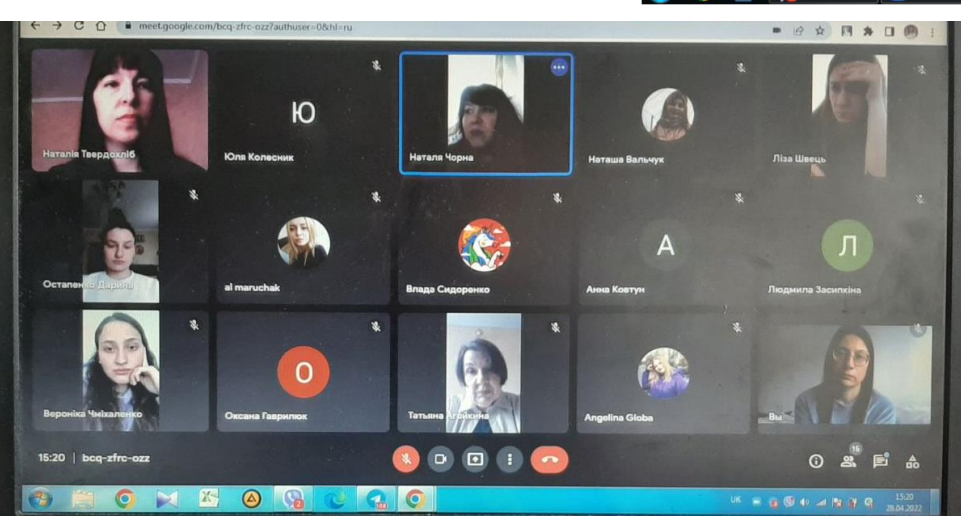 meet.google.com/bcq-zfrc-ozz?authuser=0&hl=ru
Наталія Твердохліб
Ю
Юля Колесник
Наталя Чорна
Наташа Вальчук
Ліза Швець
Остапенко Дарина
al maruchak
Влада Сидоренко
А
Анна Ковтун
Л
Людмила Засипкіна
Вероніка Чміхаленко
О
Оксана Гаврилюк
Татьяна
Angelina Globa
Вы
15:20 | bcq-zfrc-ozz
15
UK
15:20
28.04.2022